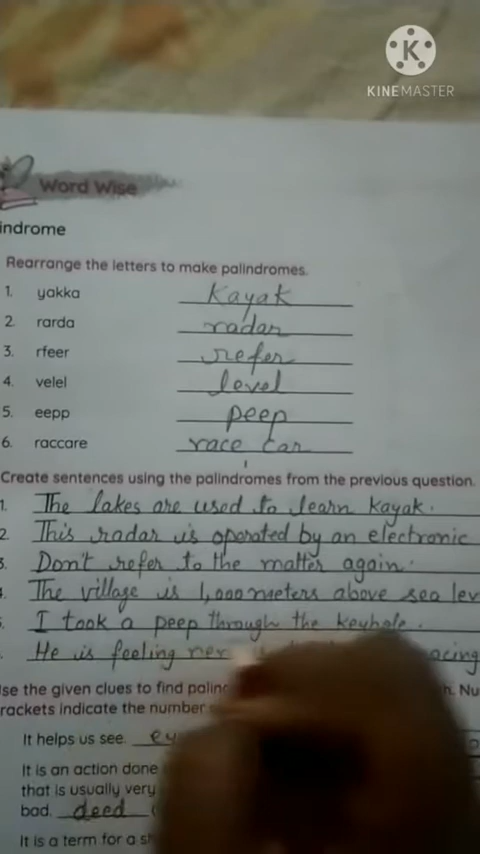 K
KINEMASTER
Word Wise
indrome
Rearrange the letters to make palindromes.
1. yakka Kayak
2. rarda radar
3. rfeer refer
4. velel level
5. eepp peep
6. raccare race car
Create sentences using the palindromes from the previous question.
1. The lakes are used to learn kayak.
2. This radar is operated by an electronic
3. Don't refer to the matter again.
The village is 1,000 meters above sea lev
I took a peep through the keyhole.
He is feeling ner acing
se the given clues to find palin h. Nu
rackets indicate the number
It helps us see. ey
It is an action done
that is usually very
bad. deed (
It is a term for a sh